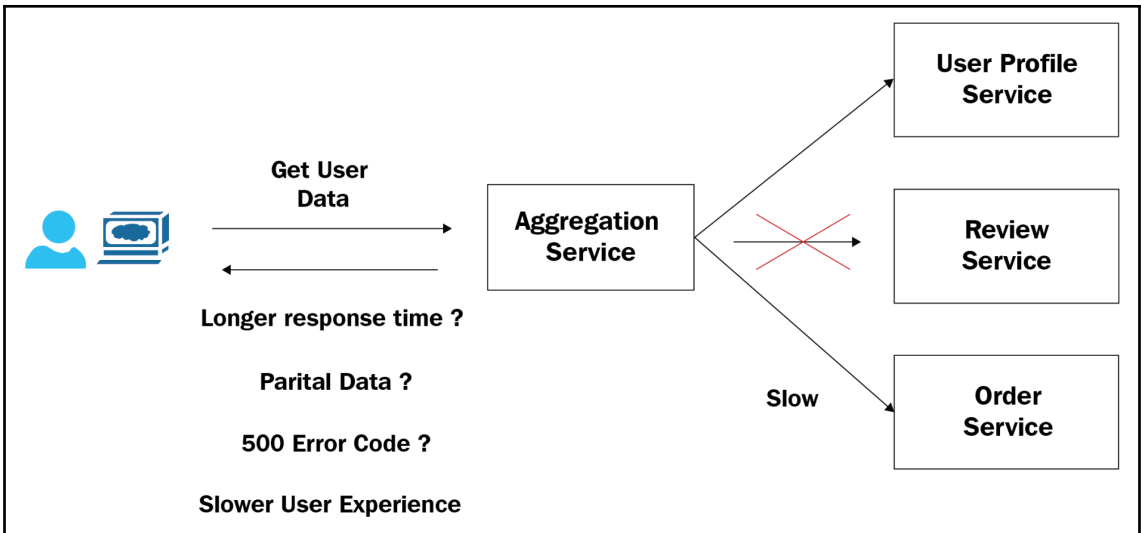 Get User
Data
Longer response time ?
Parital Data ?
500 Error Code ?
Slower User Experience
Aggregation
Service
Slow
User Profile
Service
Review
Service
Order
Service